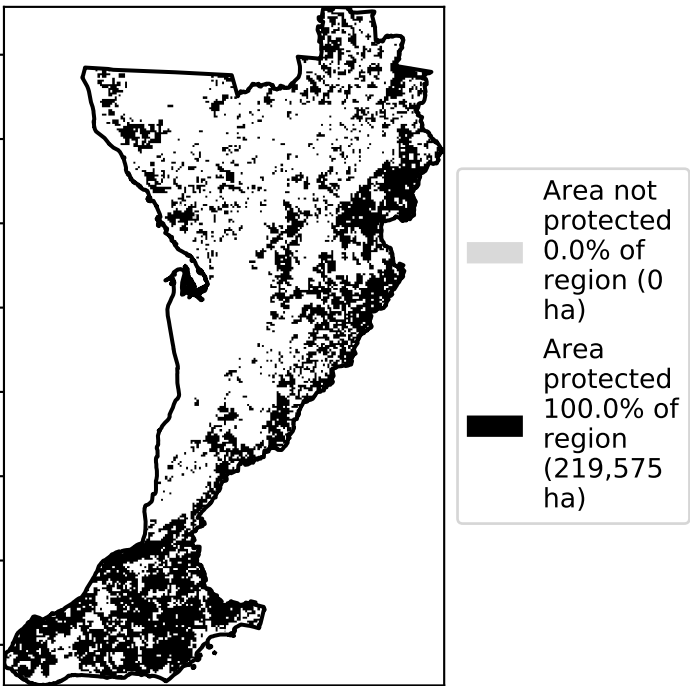 Area not
protected
0.0% of
region (0
ha)
Area
protected
100.0% of
region
(219,575
ha)